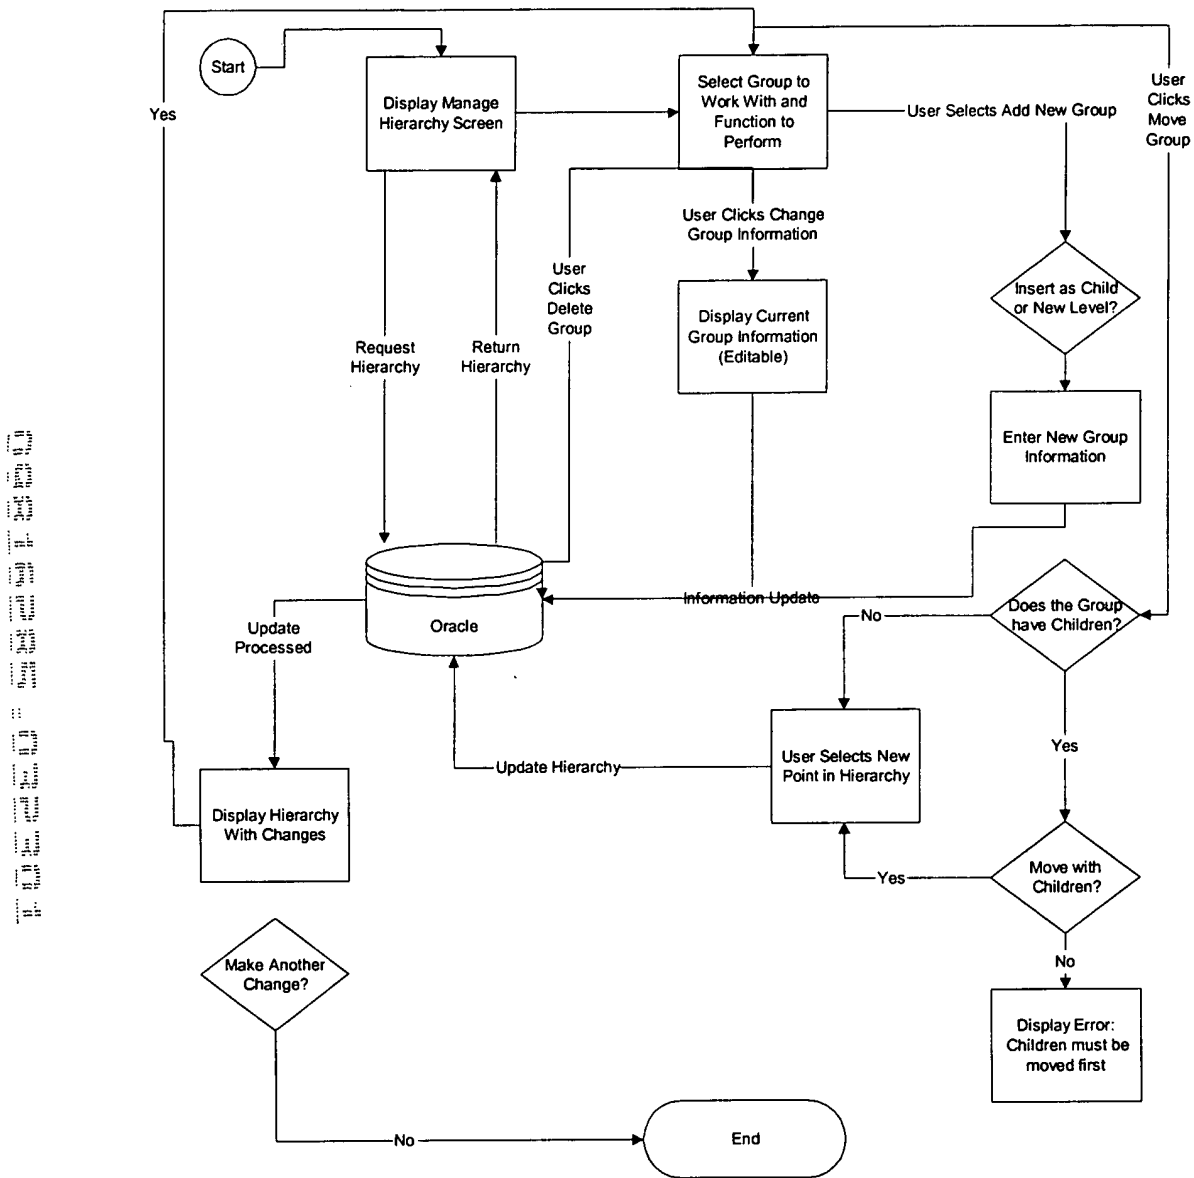 Start
Display Manage
Hierarchy Screen
Select Group to
Work With and
Function to
Perform
User Selects Add New Group
User
Clicks
Move
Group
Yes
User Clicks Change
Group Information
User
Clicks
Delete
Group
Insert as Child
or New Level?
Display Current
Group Information
(Editable)
Request
Hierarchy
Return
Hierarchy
Enter New Group
Information
Oracle
Information Update
Does the Group
have Children?
No
Update
Processed
Yes
User Selects New
Point in Hierarchy
Update Hierarchy
Display Hierarchy
With Changes
Move with
Children?
Yes
No
Make Another
Change?
Display Error:
Children must be
moved first
No
End